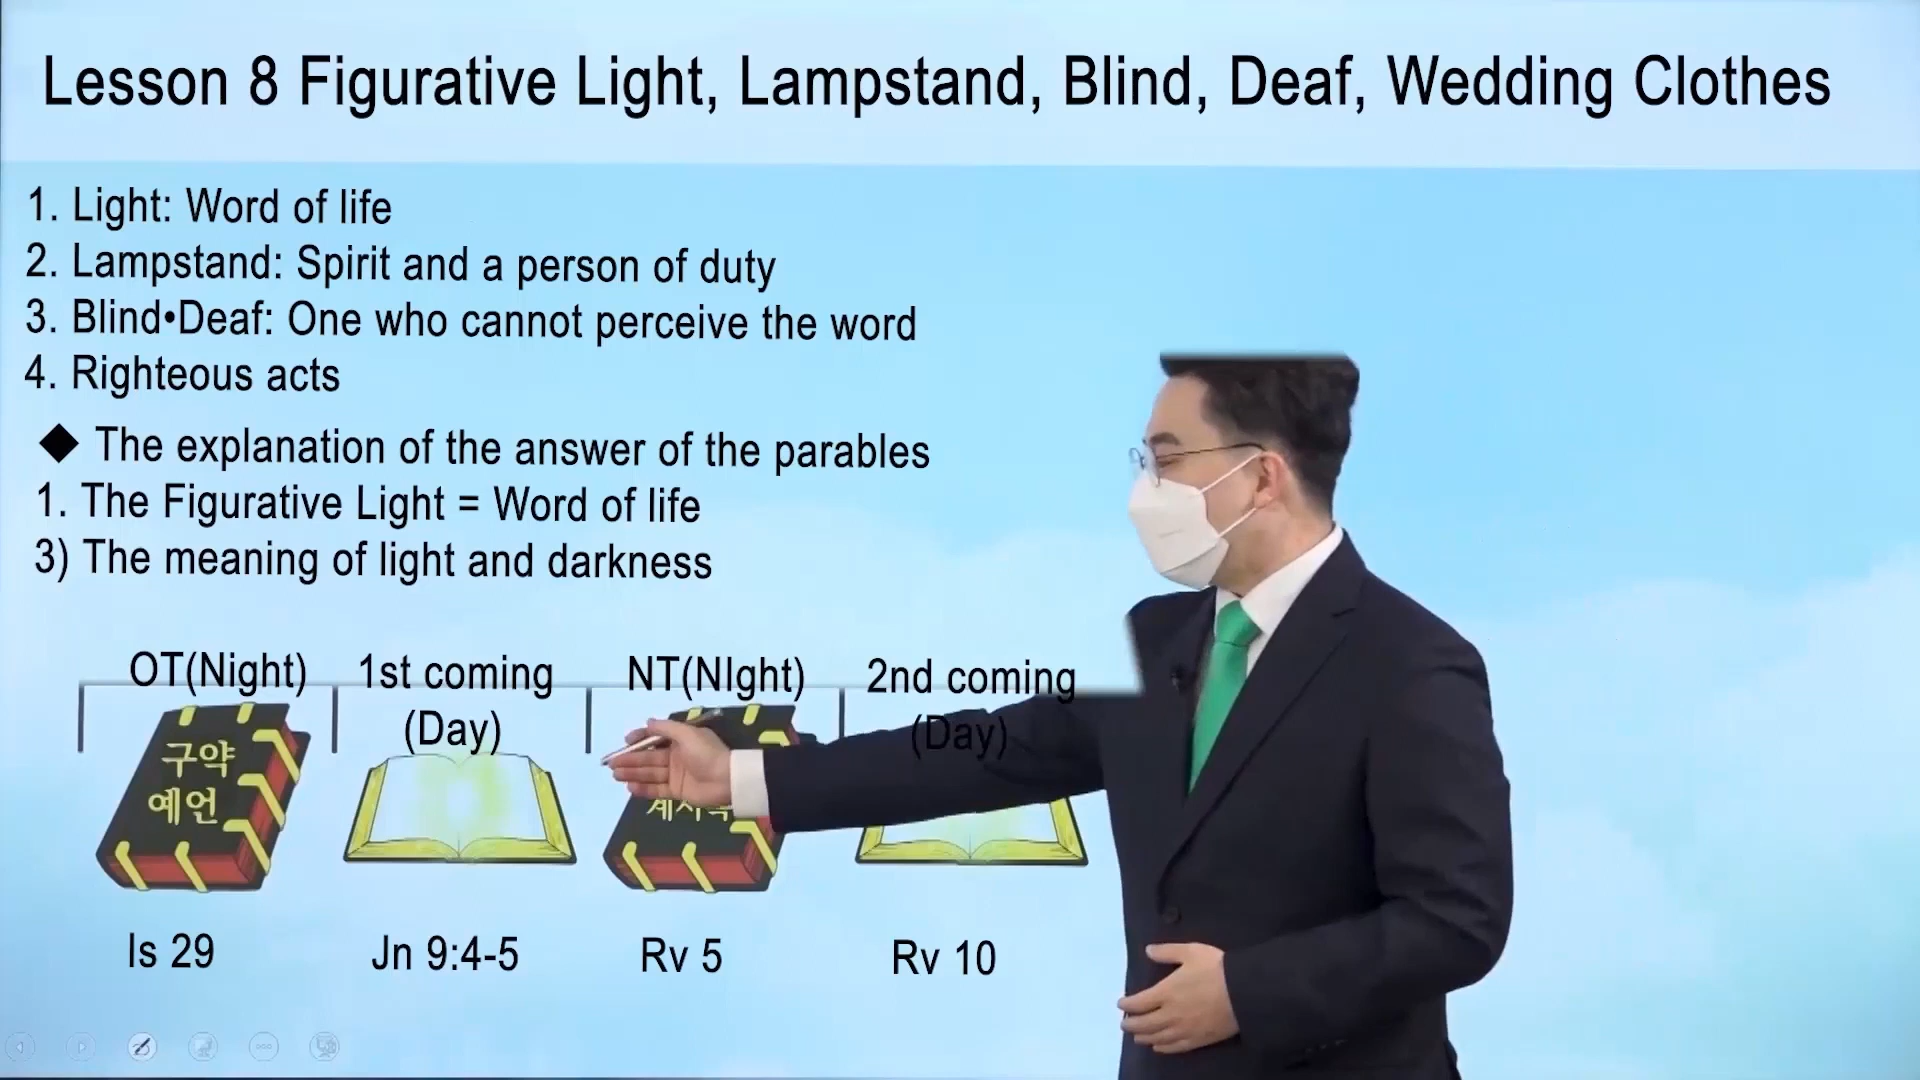 Lesson 8 Figurative Light, Lampstand, Blind, Deaf, Wedding Clothes
1. Light: Word of life
2. Lampstand: Spirit and a person of duty
3. Blind•Deaf: One who cannot perceive the word
4. Righteous acts
◆ The explanation of the answer of the parables
1. The Figurative Light = Word of life
3) The meaning of light and darkness
OT(Night)
1st coming
(Day)
NT(NIght)
2nd coming
(Day)
구약
예언
Is 29
Jn 9:4-5
Rv 5
Rv 10